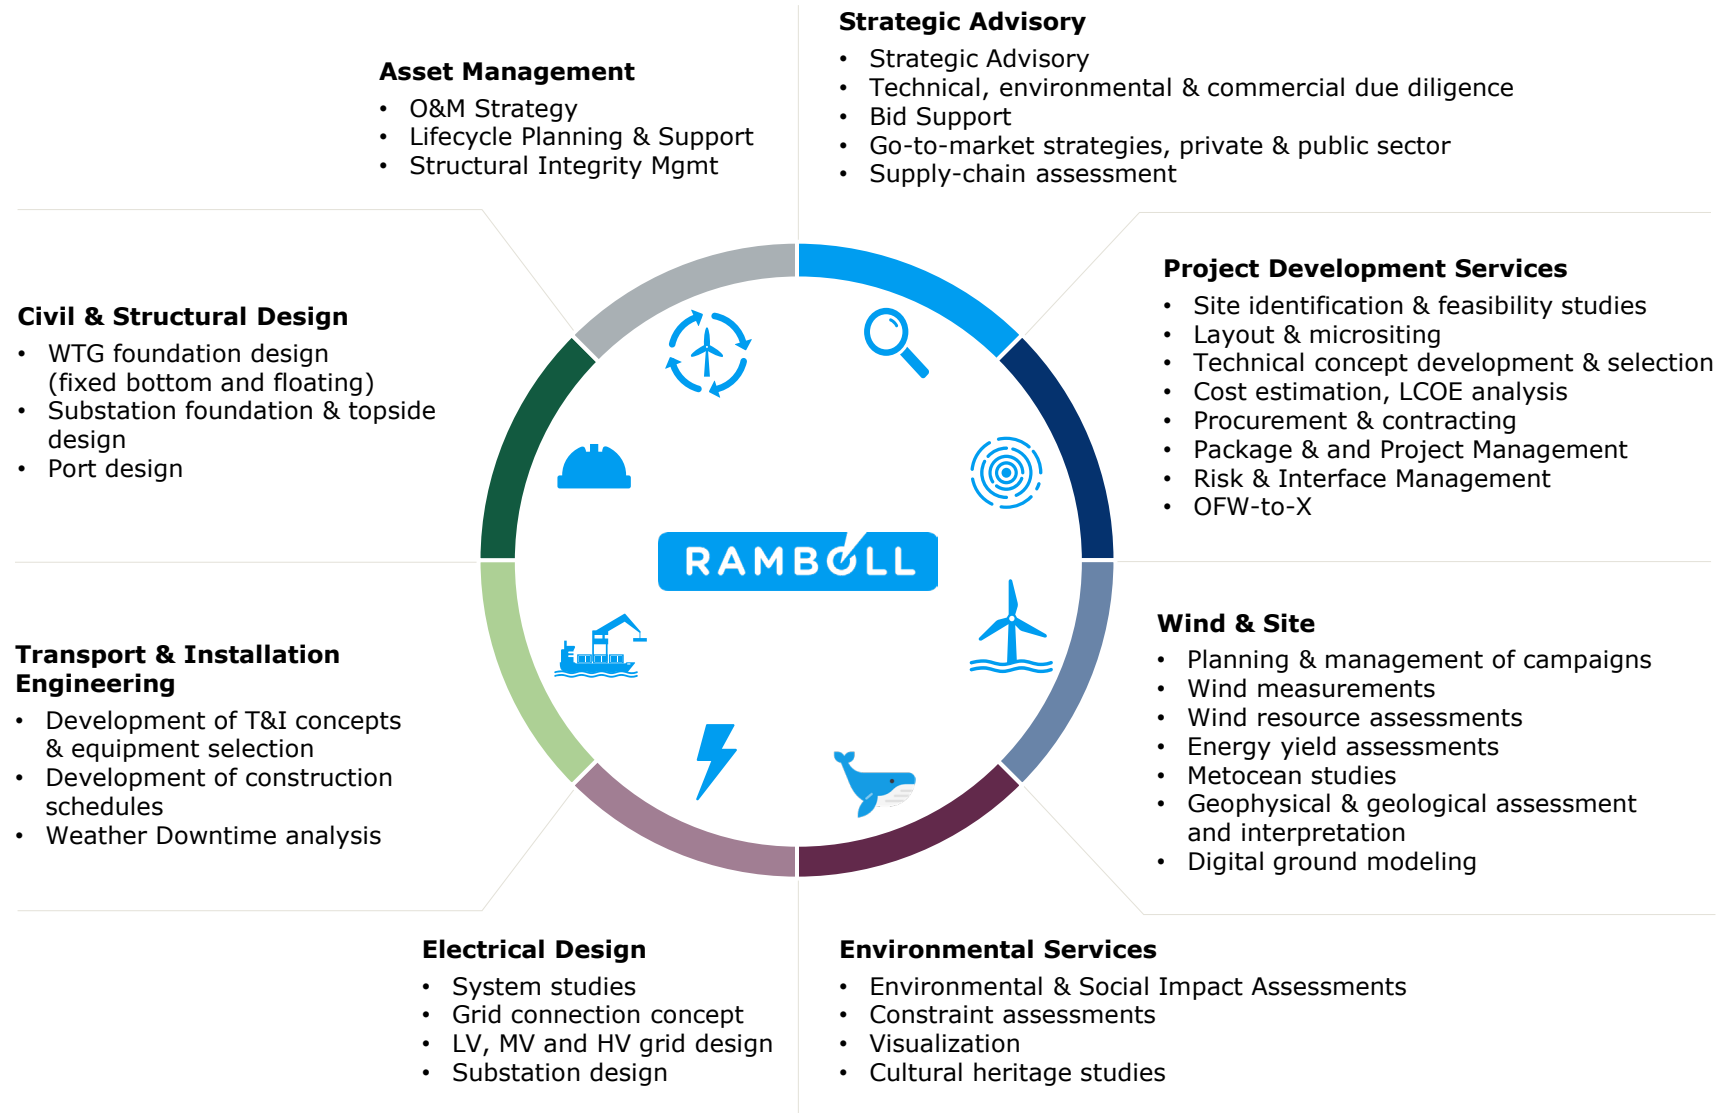 Strategic Advisory
• Strategic Advisory
• Technical, environmental & commercial due diligence
• Bid Support
• Go-to-market strategies, private & public sector
• Supply-chain assessment
Project Development Services
• Site identification & feasibility studies
• Layout & micrositing
• Technical concept development & selection
• Cost estimation, LCOE analysis
• Procurement & contracting
• Package & and Project Management
• Risk & Interface Management
• OFW-to-X
Wind & Site
• Planning & management of campaigns
• Wind measurements
• Wind resource assessments
• Energy yield assessments
• Metocean studies
• Geophysical & geological assessment
and interpretation
• Digital ground modeling
Environmental Services
• Environmental & Social Impact Assessments
• Constraint assessments
• Visualization
• Cultural heritage studies
Electrical Design
• System studies
• Grid connection concept
• LV, MV and HV grid design
• Substation design
Transport & Installation
Engineering
• Development of T&I concepts
& equipment selection
• Development of construction
schedules
• Weather Downtime analysis
Civil & Structural Design
• WTG foundation design
(fixed bottom and floating)
• Substation foundation & topside
design
• Port design
Asset Management
• O&M Strategy
• Lifecycle Planning & Support
• Structural Integrity Mgmt
RAMBOLL